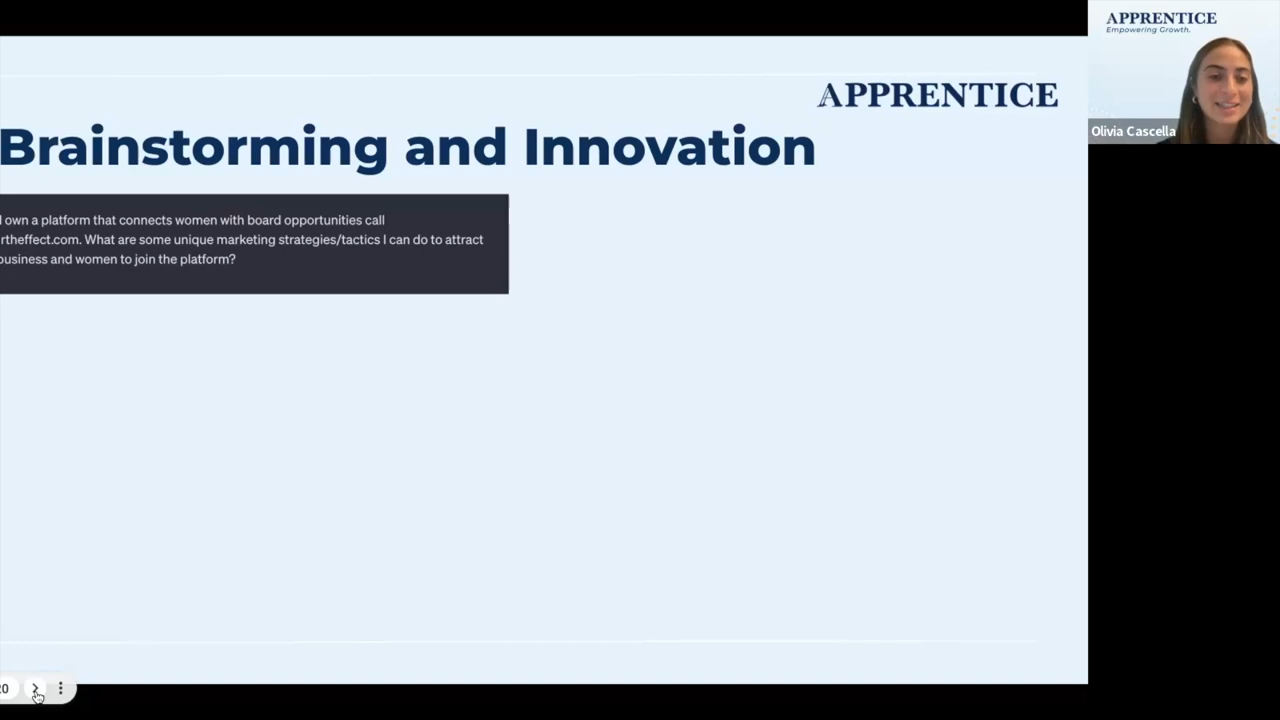 APPRENTICE
Brainstorming and Innovation
I own a platform that connects women with board opportunities call
rtheffect.com. What are some unique marketing strategies/tactics I can do to attract
business and women to join the platform?
20
APPRENTICE
Empowering Growth.
Olivia Cascella